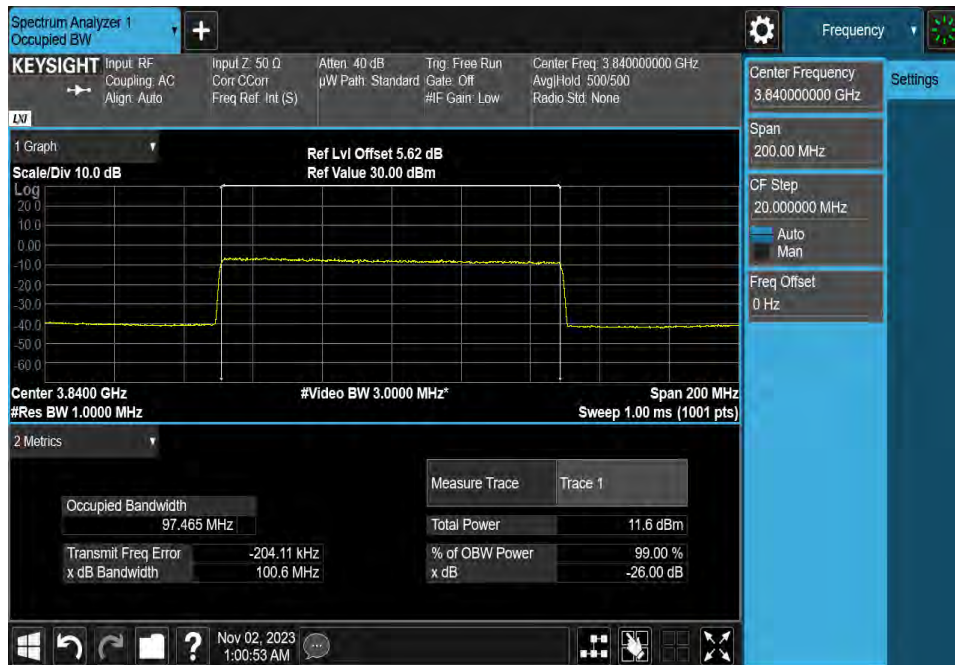 Spectrum Analyzer 1
Occupied BW
+
Frequency
KEYSIGHT
Input: RF
Coupling: AC
Align: Auto
Input Z: 50 Ω
Corr CCorr
Freq Ref: Int (S)
Atten: 40 dB
µW Path: Standard
Trig: Free Run
Gate: Off
#IF Gain: Low
Center Freq: 3.840000000 GHz
Avg|Hold: 500/500
Radio Std: None
LXI
Center Frequency
3.840000000 GHz
Settings
Span
200.00 MHz
CF Step
20.000000 MHz
Auto
Man
Freq Offset
0 Hz
1 Graph
Scale/Div 10.0 dB
Ref Lvl Offset 5.62 dB
Ref Value 30.00 dBm
Log
20.0
10.0
0.00
-10.0
-20.0
-30.0
-40.0
-50.0
-60.0
Center 3.8400 GHz
#Video BW 3.0000 MHz*
Span 200 MHz
#Res BW 1.0000 MHz
Sweep 1.00 ms (1001 pts)
2 Metrics
Measure Trace
Trace 1
Occupied Bandwidth
97.465 MHz
Total Power
11.6 dBm
Transmit Freq Error
-204.11 kHz
% of OBW Power
99.00 %
x dB Bandwidth
100.6 MHz
x dB
-26.00 dB
?
Nov 02, 2023
1:00:53 AM